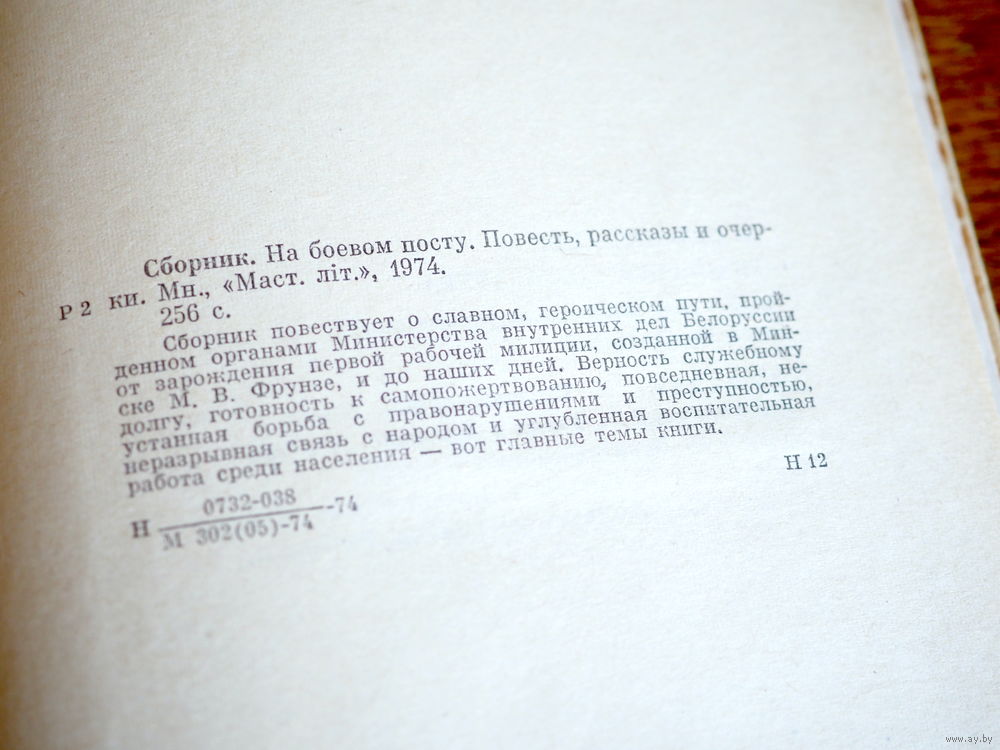 Сборник. На боевом посту. Повесть, рассказы и очер-
Р 2 ки. Мн., «Маст. літ.», 1974.
256 с.
Сборник повествует о славном, героическом пути, прой-
денном органами Министерства внутренних дел Белоруссии
от зарождения первой рабочей милиции, созданной в Мин-
ске М. В. Фрунзе, и до наших дней. Верность служебному
долгу, готовность к самопожертвованию, повседневная, не-
устанная борьба с правонарушениями и преступностью,
неразрывная связь с народом и углубленная воспитательная
работа среди населения — вот главные темы книги.
Н 0732-038
М 302(05)-74 -74
Н 12
www.ay.by